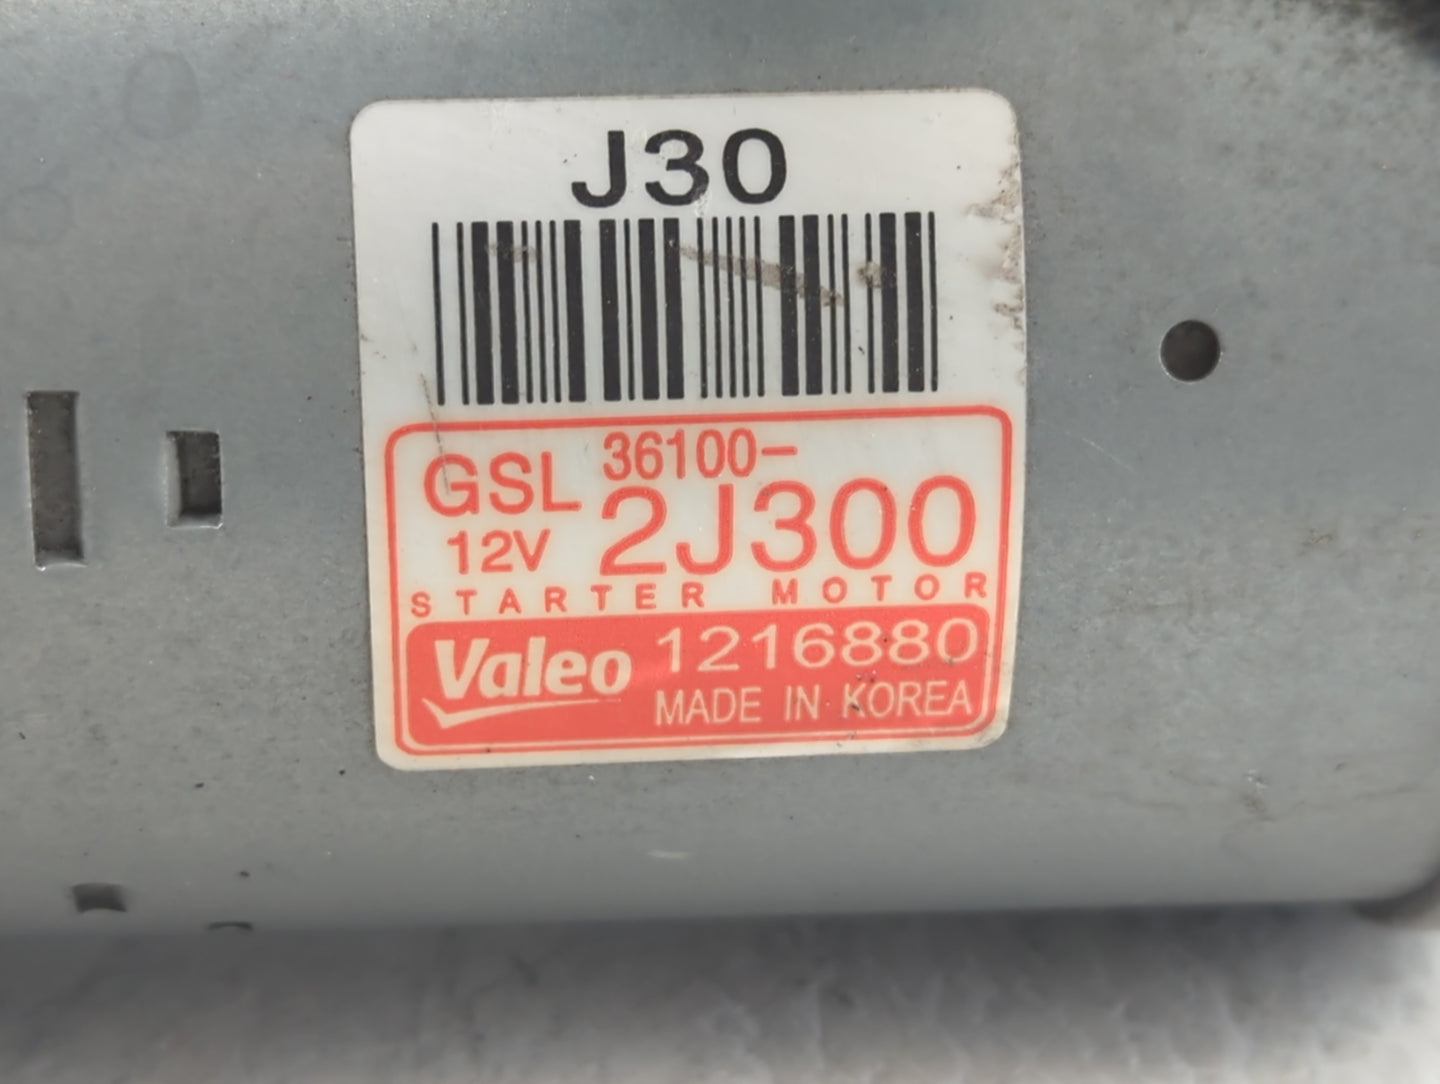 J30
GSL 36100-
12V 2J300
STARTER MOTOR
Valeo 1216880
MADE IN KOREA